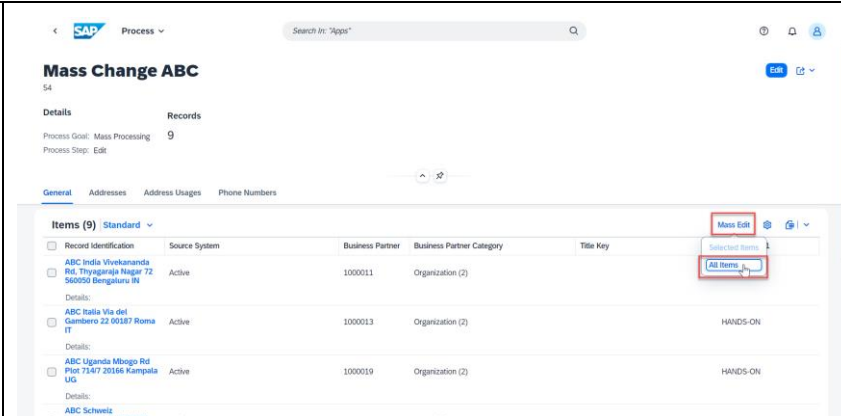 SAP Process Search In: "Apps"
Mass Change ABC Edit
54
Details Records
Process Goal: Mass Processing 9
Process Step: Edit
General Addresses Address Usages Phone Numbers
Items (9) Standard Mass Edit
Record Identification Source System Business Partner Business Partner Category Title Key Selected Items 1
All Items
ABC India Vivekananda
Rd, Thyagaraja Nagar 72 Active 1000011 Organization (2)
560050 Bengaluru IN
Details:
ABC Italia Via del
Gambero 22 00187 Roma Active 1000013 Organization (2) HANDS-ON
IT
Details:
ABC Uganda Mbogo Rd
Plot 714/7 20166 Kampala Active 1000019 Organization (2) HANDS-ON
UG
Details:
ABC Schweiz